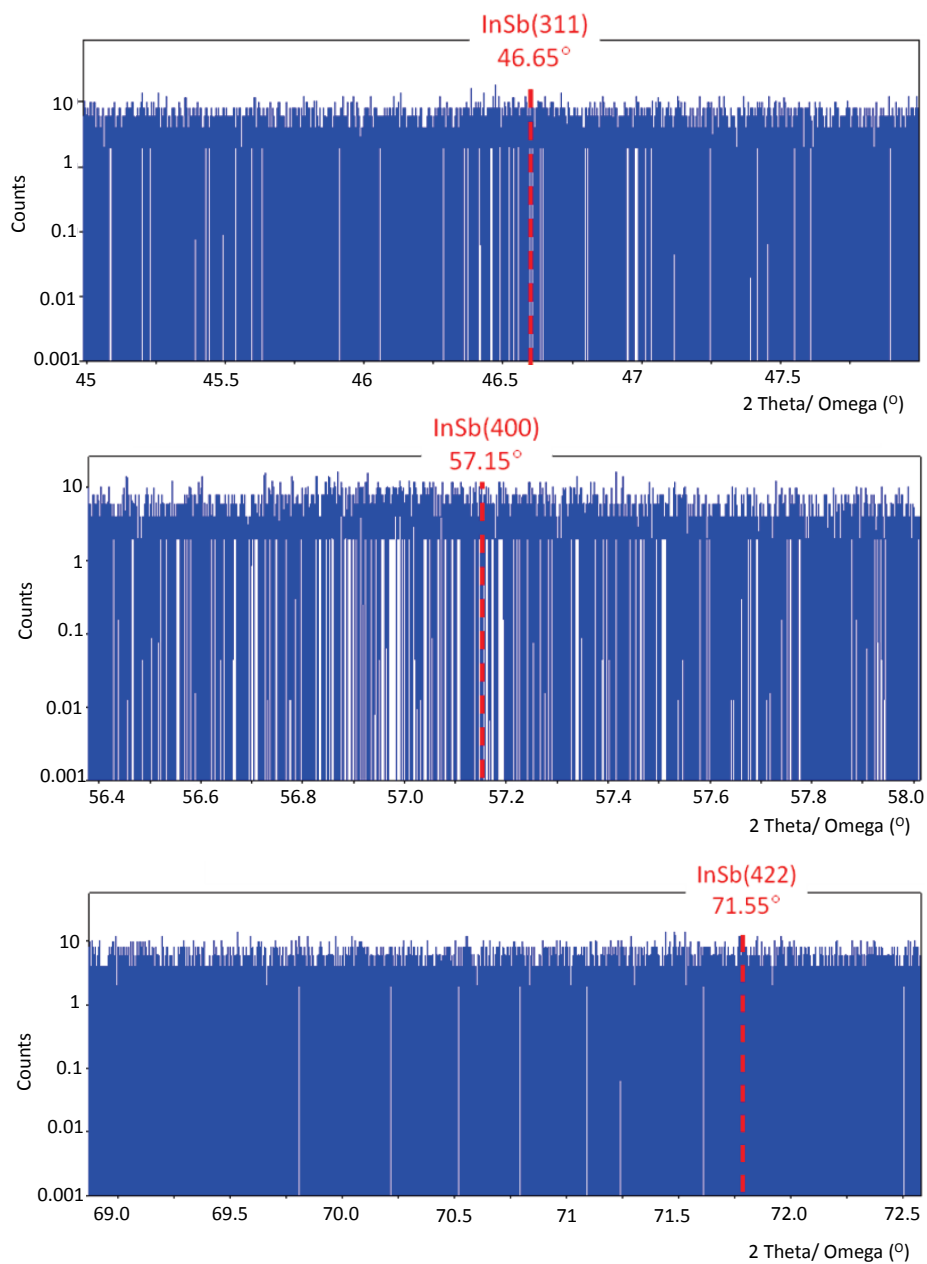 InSb(311)
46.65°
10
1
0.1
0.01
0.001
Counts
45 45.5 46 46.5 47 47.5
2 Theta/ Omega (O)
InSb(400)
57.15°
10
1
0.1
0.01
0.001
Counts
56.4 56.6 56.8 57.0 57.2 57.4 57.6 57.8 58.0
2 Theta/ Omega (O)
InSb(422)
71.55°
10
1
0.1
0.01
0.001
Counts
69.0 69.5 70.0 70.5 71 71.5 72.0 72.5
2 Theta/ Omega (O)